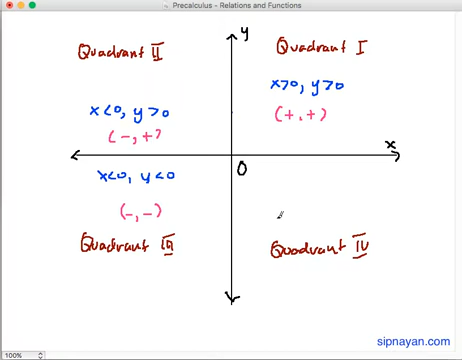 Precalculus - Relations and Functions
y
Quadrant II
Quadrant I
x<0, y>0
(-,+)
x>0, y>0
(+,+)
x
0
x<0, y<0
(-,-)
Quadrant III
Quadrant IV
sipnayan.com
100%